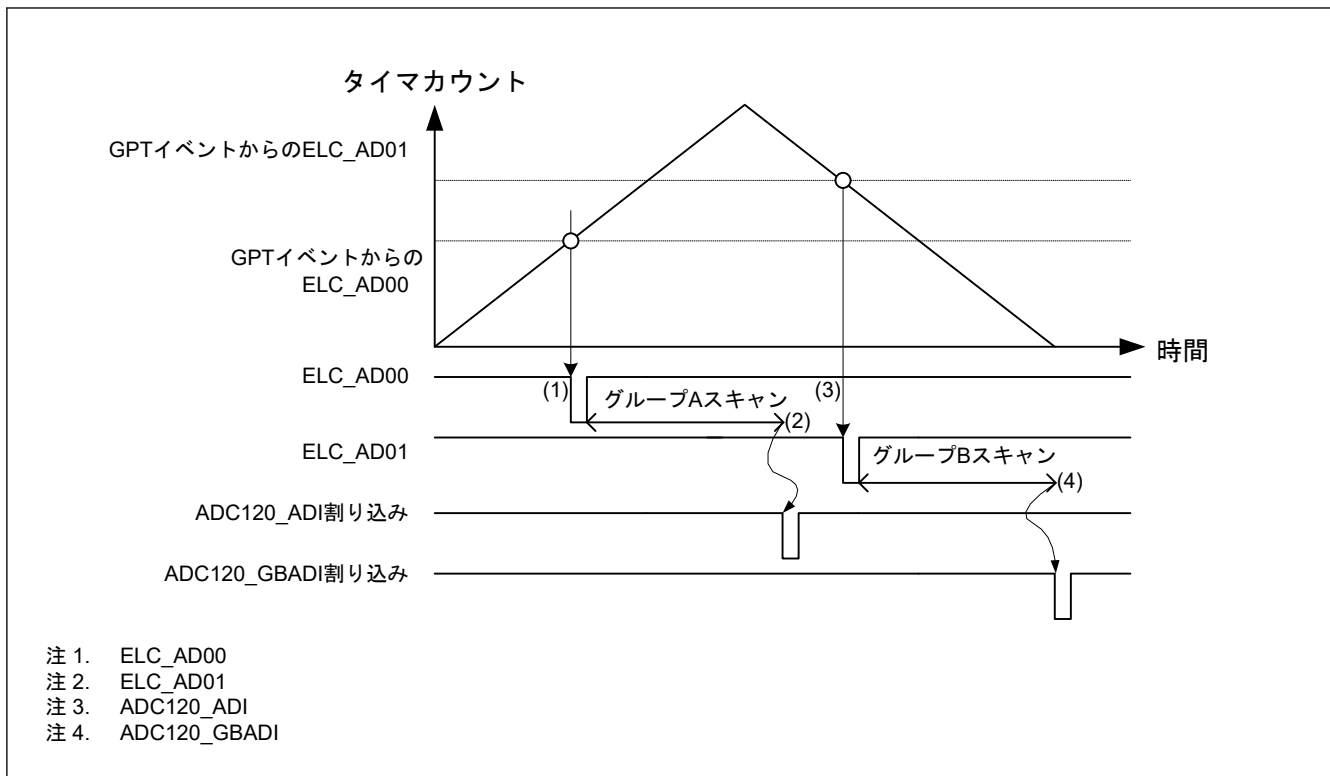 タイマカウント
GPTイベントからのELC_AD01
GPTイベントからの
ELC_AD00
時間
ELC_AD00
(1)
グループAスキャン
(2)
(3)
ELC_AD01
グループBスキャン
(4)
ADC120_ADI割り込み
ADC120_GBADI割り込み
注 1. ELC_AD00
注 2. ELC_AD01
注 3. ADC120_ADI
注 4. ADC120_GBADI